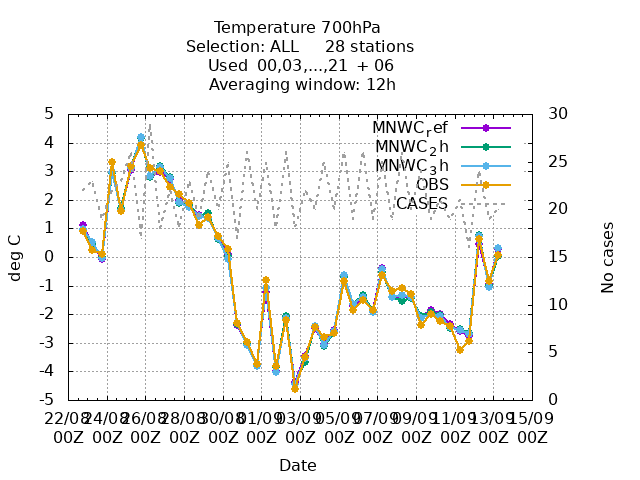 Temperature 700hPa
Selection: ALL     28 stations
Used  00,03,...,21  + 06
Averaging window: 12h
5
4
3
2
1
0
-1
-2
-3
-4
-5
deg C
30
25
20
15
10
5
0
No cases
MNWC_ref
MNWC_2h
MNWC_3h
OBS
CASES
22/08 24/08 26/08 28/08 30/08 01/09 03/09 05/09 07/09 09/09 11/09 13/09 15/09
00Z 00Z 00Z 00Z 00Z 00Z 00Z 00Z 00Z 00Z 00Z 00Z 00Z
Date